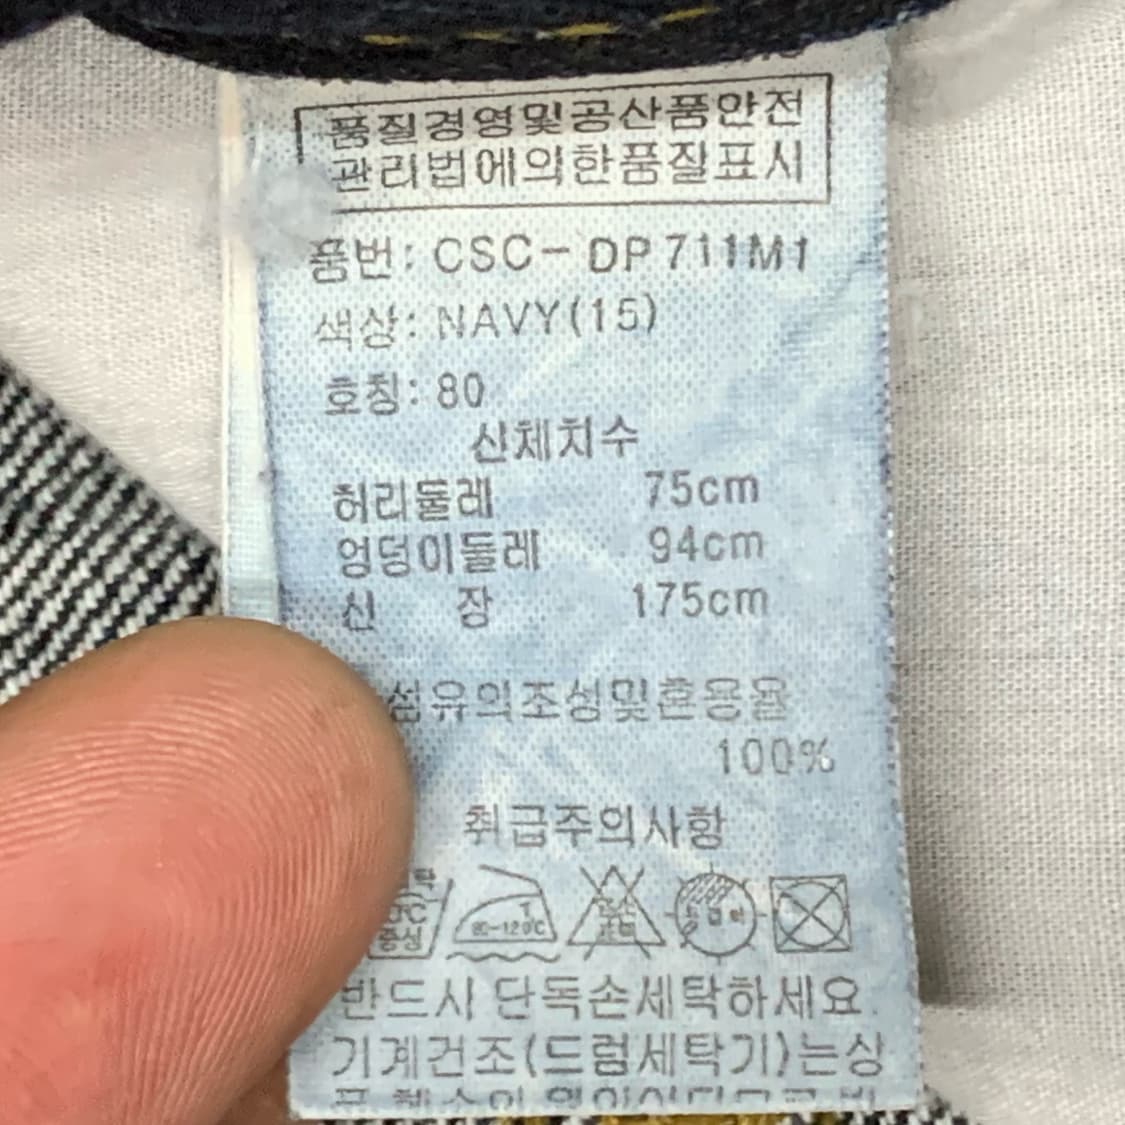 품질경영및공산품안전
관리법에의한품질표시
품번: CSC-DP711M1
색상: NAVY(15)
호칭: 80
신체치수
허리둘레 75cm
엉덩이둘레 94cm
신 장 175cm
섬유의조성및혼용율
100%
취급주의사항
중성
80-120℃
반드시 단독손세탁하세요.
기계건조(드럼세탁기)는상